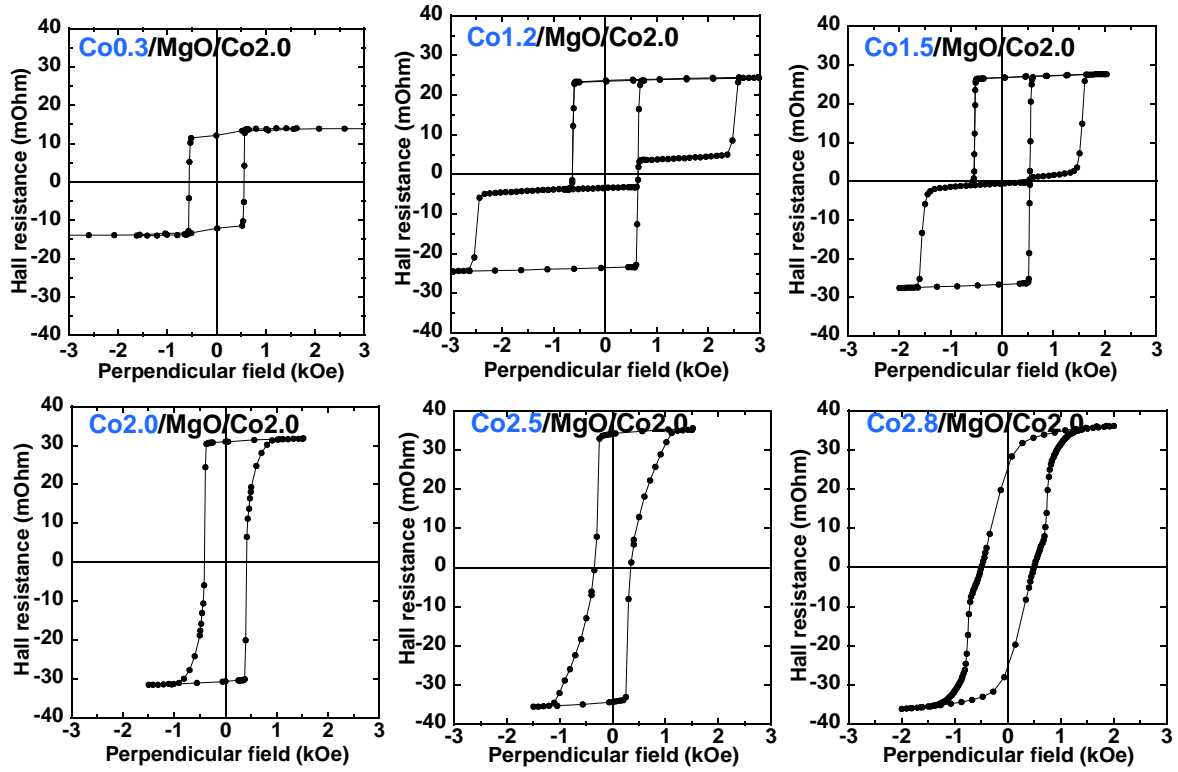 Co0.3/MgO/Co2.0
Hall resistance (mOhm)
40
30
20
10
0
-10
-20
-30
-40
-3 -2 -1 0 1 2 3
Perpendicular field (kOe)
Co1.2/MgO/Co2.0
Hall resistance (mOhm)
40
30
20
10
0
-10
-20
-30
-40
-3 -2 -1 0 1 2 3
Perpendicular field (kOe)
Co1.5/MgO/Co2.0
Hall resistance (mOhm)
40
30
20
10
0
-10
-20
-30
-40
-3 -2 -1 0 1 2 3
Perpendicular field (kOe)
Co2.0/MgO/Co2.0
Hall resistance (mOhm)
40
30
20
10
0
-10
-20
-30
-40
-3 -2 -1 0 1 2 3
Perpendicular field (kOe)
Co2.5/MgO/Co2.0
Hall resistance (mOhm)
40
30
20
10
0
-10
-20
-30
-40
-3 -2 -1 0 1 2 3
Perpendicular field (kOe)
Co2.8/MgO/Co2.0
Hall resistance (mOhm)
40
30
20
10
0
-10
-20
-30
-40
-3 -2 -1 0 1 2 3
Perpendicular field (kOe)